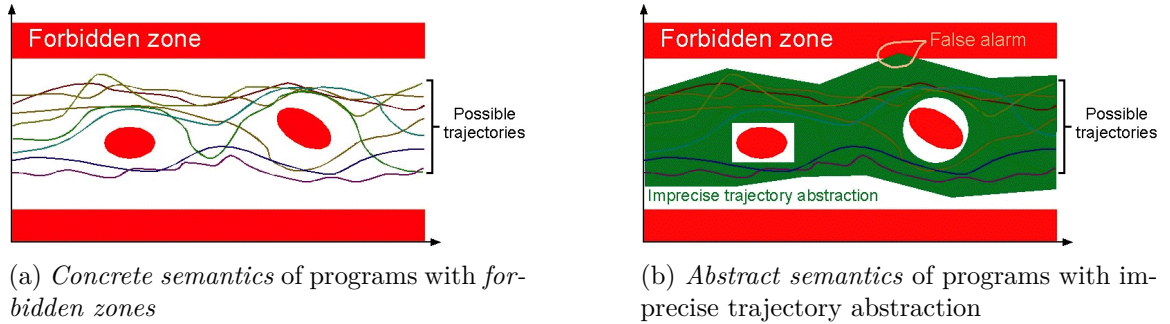 Forbidden zone
Possible
trajectories
(a) Concrete semantics of programs with for-
bidden zones
Forbidden zone
False alarm
Possible
trajectories
Imprecise trajectory abstraction
(b) Abstract semantics of programs with im-
precise trajectory abstraction